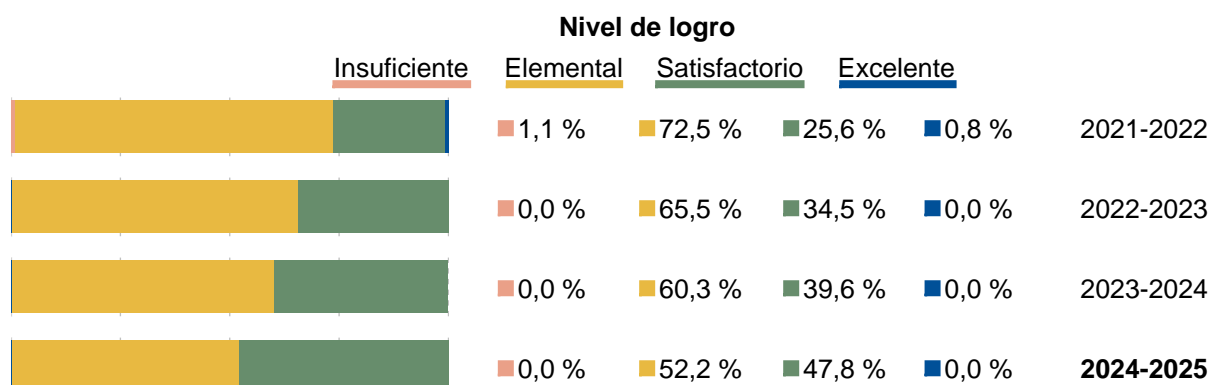 Nivel de logro
Insuficiente Elemental Satisfactorio Excelente
1,1 % 72,5 % 25,6 % 0,8 % 2021-2022
0,0 % 65,5 % 34,5 % 0,0 % 2022-2023
0,0 % 60,3 % 39,6 % 0,0 % 2023-2024
0,0 % 52,2 % 47,8 % 0,0 % 2024-2025